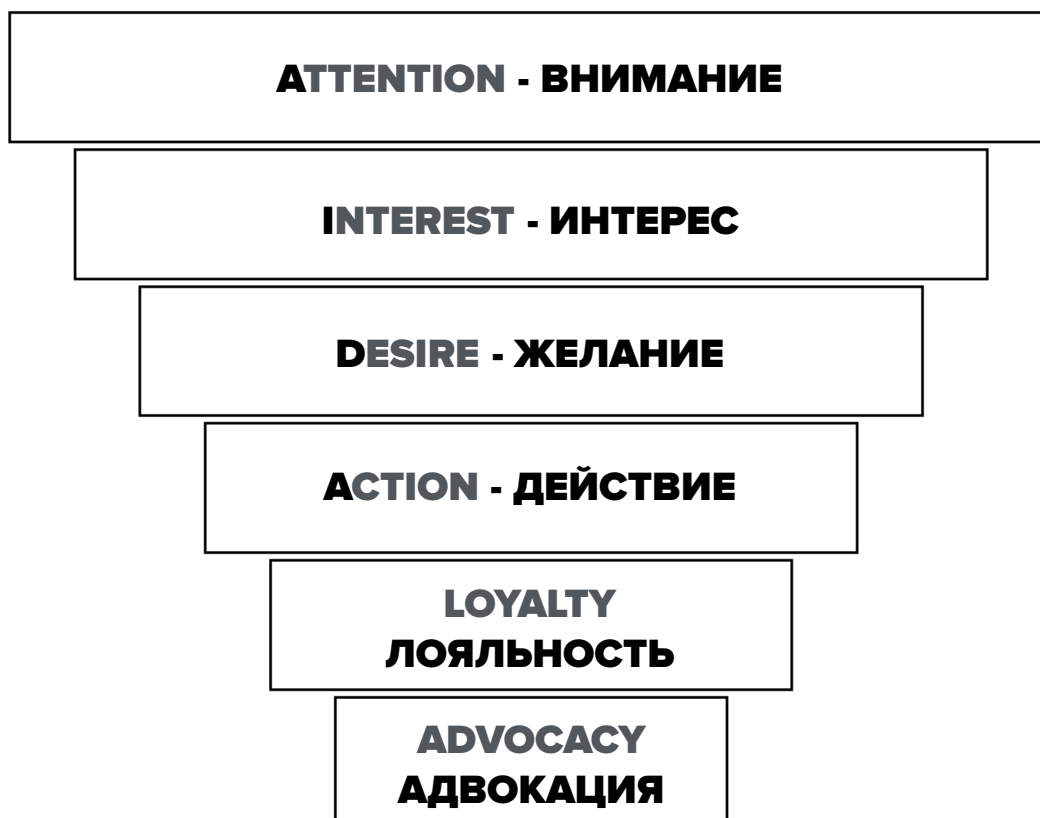 ATTENTION - ВНИМАНИЕ
INTEREST - ИНТЕРЕС
DESIRE - ЖЕЛАНИЕ
ACTION - ДЕЙСТВИЕ
LOYALTY
ЛОЯЛЬНОСТЬ
ADVOCACY
АДВОКАЦИЯ